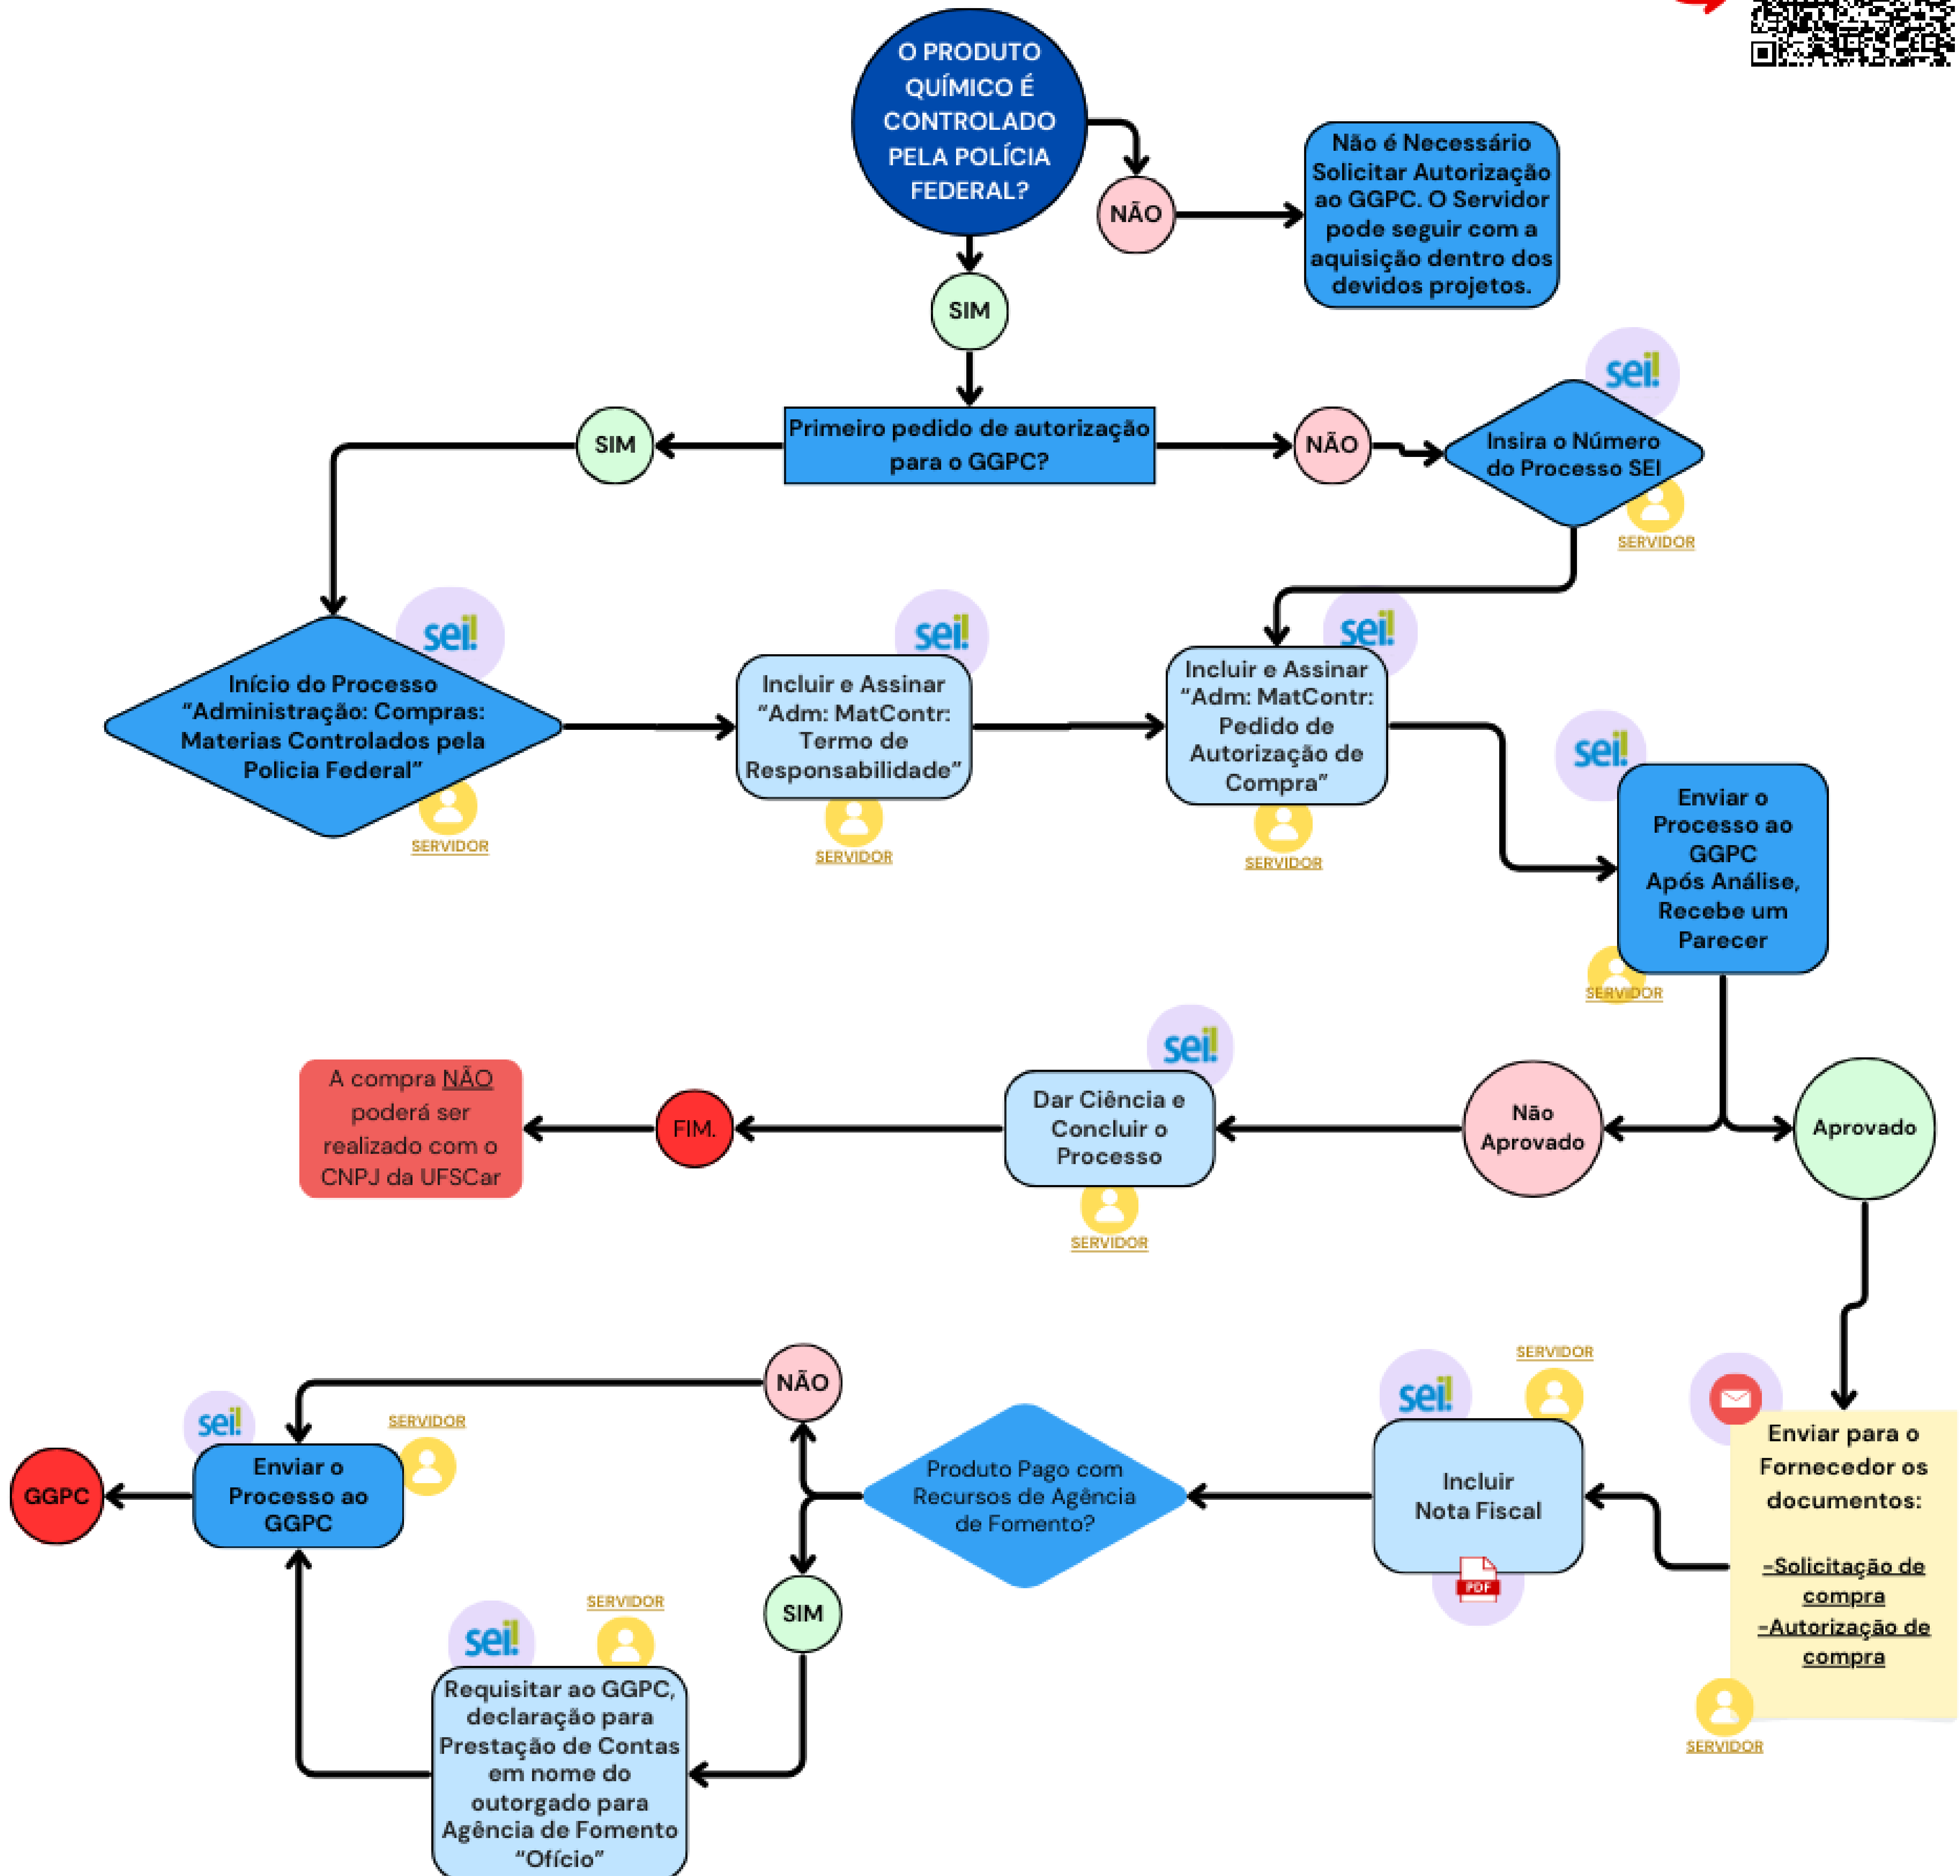 O PRODUTO
QUÍMICO É
CONTROLADO
PELA POLÍCIA
FEDERAL?
NÃO
Não é Necessário
Solicitar Autorização
ao GGPC. O Servidor
pode seguir com a
aquisição dentro dos
devidos projetos.
SIM
SIM
Primeiro pedido de autorização
para o GGPC?
NÃO
sei!
Insira o Número
do Processo SEI
SERVIDOR
sei!
Início do Processo
“Administração: Compras:
Materias Controlados pela
Policia Federal”
SERVIDOR
sei!
Incluir e Assinar
“Adm: MatContr:
Termo de
Responsabilidade”
SERVIDOR
sei!
Incluir e Assinar
“Adm: MatContr:
Pedido de
Autorização de
Compra”
SERVIDOR
sei!
Enviar o
Processo ao
GGPC
Após Análise,
Recebe um
Parecer
SERVIDOR
A compra NÃO
poderá ser
realizado com o
CNPJ da UFSCar
FIM.
sei!
Dar Ciência e
Concluir o
Processo
SERVIDOR
Não
Aprovado
Aprovado
Enviar para o
Fornecedor os
documentos:
-Solicitação de
compra
-Autorização de
compra
SERVIDOR
sei!
SERVIDOR
Incluir
Nota Fiscal
PDF
Produto Pago com
Recursos de Agência
de Fomento?
NÃO
SIM
sei!
SERVIDOR
Enviar o
Processo ao
GGPC
GGPC
sei!
SERVIDOR
Requisitar ao GGPC,
declaração para
Prestação de Contas
em nome do
outorgado para
Agência de Fomento
“Ofício”